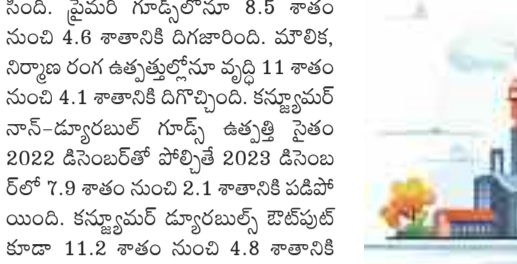 సింది. ప్రైమరీ గూడ్స్‌లోనూ 8.5 శాతం
నుంచి 4.6 శాతానికి దిగజారింది. మౌలిక,
నిర్మాణ రంగ ఉత్పత్తుల్లోనూ వృద్ధి 11 శాతం
నుంచి 4.1 శాతానికి దిగొచ్చింది. కన్జ్యూమర్
నాన్–డ్యూరబుల్ గూడ్స్ ఉత్పత్తి సైతం
2022 డిసెంబర్‌తో పోల్చితే 2023 డిసెంబ
ర్‌లో 7.9 శాతం నుంచి 2.1 శాతానికి పడిపో
యింది. కన్జ్యూమర్ డ్యూరబుల్స్ ఔట్‌పుట్
కూడా 11.2 శాతం నుంచి 4.8 శాతానికి